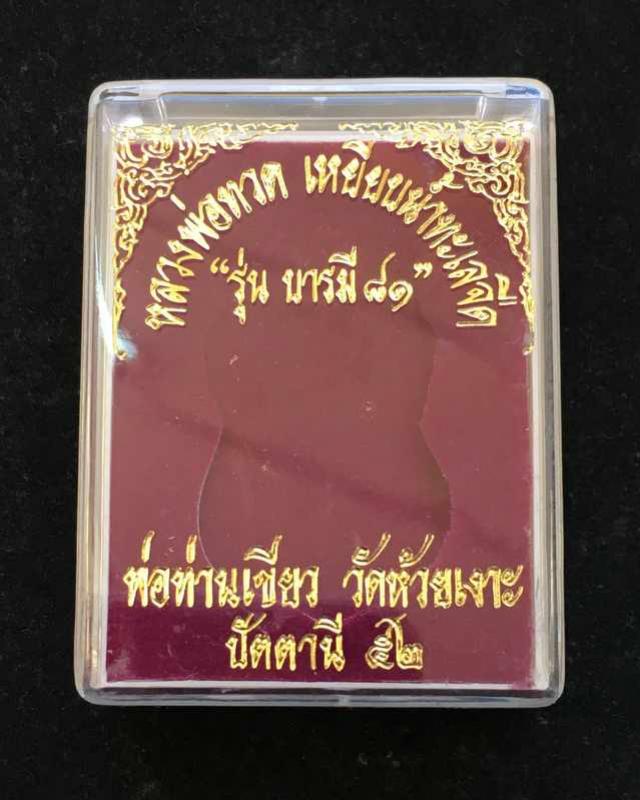 หลวงพ่อทวด เหยียบน้ำทะเลจืด
“รุ่น บารมี ๘๑”
พ่อท่านเขียว วัดห้วยเงาะ
ปัตตานี ๕๒